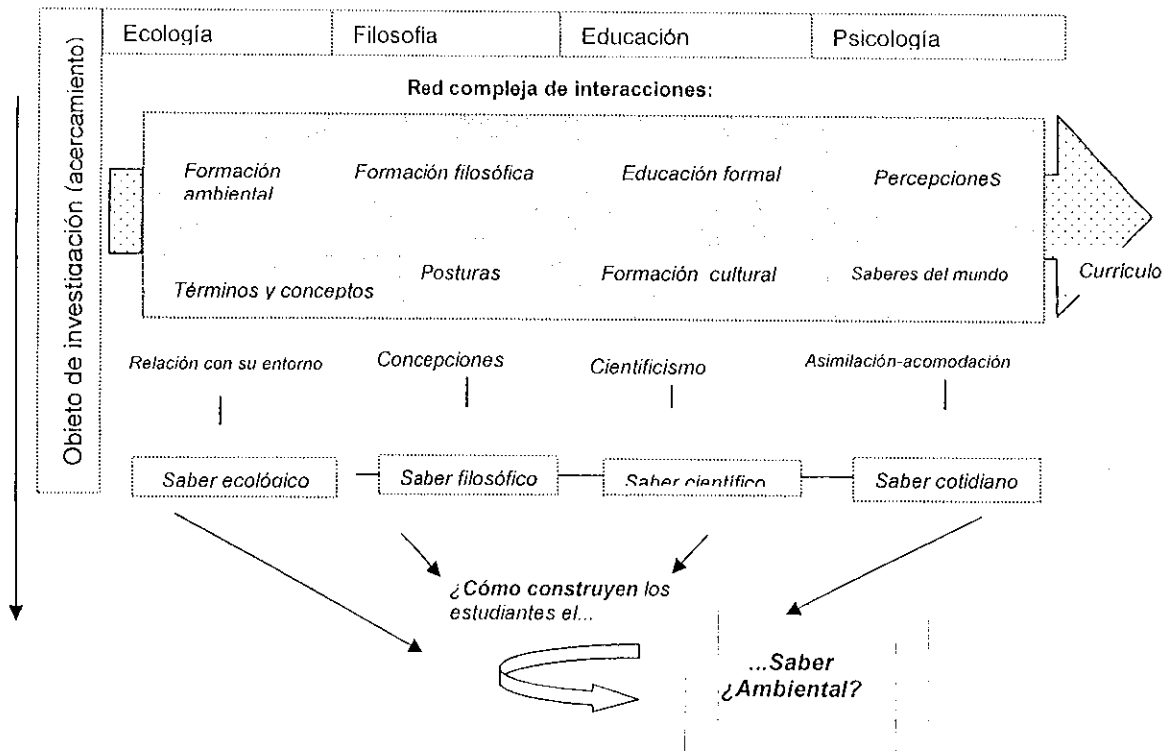 Ecología Filosofia Educación Psicología
Objeto de investigación (acercamiento)
Red compleja de interacciones:
Formación
ambiental
Formación filosófica
Educación formal
Percepciones
Términos y conceptos
Posturas
Formación cultural
Saberes del mundo
Currículo
Relación con su entorno
Concepciones
Cientificismo
Asimilación-acomodación
Saber ecológico
Saber filosófico
Saber científico
Saber cotidiano
¿Cómo construyen los
estudiantes el...
...Saber
¿Ambiental?